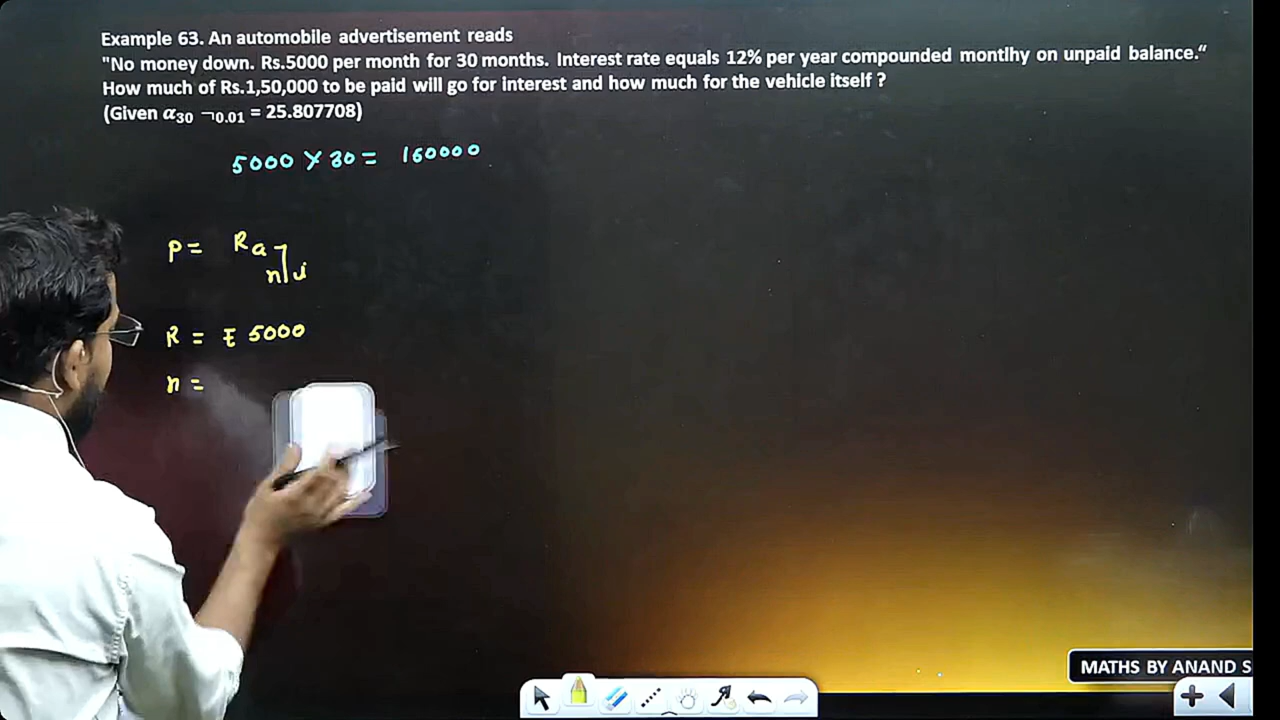 Example 63. An automobile advertisement reads
"No money down. Rs.5000 per month for 30 months. Interest rate equals 12% per year compounded montlhy on unpaid balance.“
How much of Rs.1,50,000 to be paid will go for interest and how much for the vehicle itself ?
(Given α30 ¬0.01 = 25.807708)
5000 × 30 = 150000
P = Ra n|i
R = ₹ 5000
n =
MATHS BY ANAND S